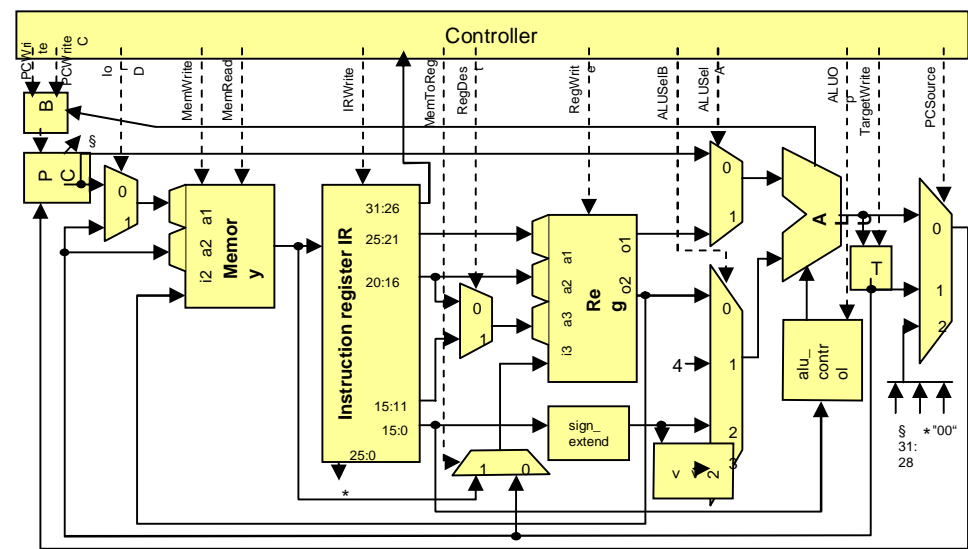 Controller
PCWri
te
PCWrite
C
Io
r
D
MemWrite
MemRead
IRWrite
MemToReg
RegDes
t
RegWrit
e
ALUSelB
ALUSel
A
ALUO
p
TargetWrite
PCSource
B
P
C
§
0
1
a1
a2
i2
Memor
y
Instruction register IR
31:26
25:21
20:16
15:11
15:0
25:0
*
0
1
a1
a2
a3
i3
Re
g
o1
o2
sign_
extend
1
0
0
1
4
0
1
2
3
2
A
T
alu_
contr
ol
0
1
2
§
31:
28
*
"00“